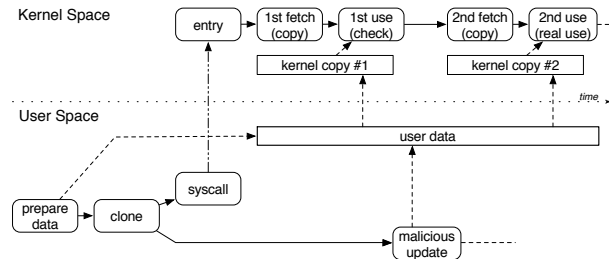 Kernel Space
entry
1st fetch
(copy)
1st use
(check)
2nd fetch
(copy)
2nd use
(real use)
kernel copy #1
kernel copy #2
time
User Space
user data
syscall
prepare
data
clone
malicious
update